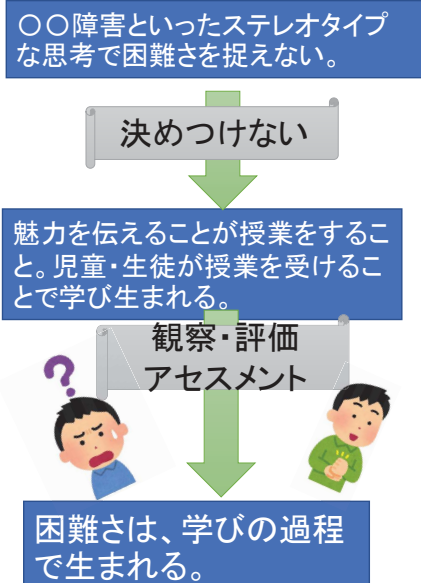 〇〇障害といったステレオタイプ
な思考で困難さを捉えない。
決めつけない
魅力を伝えることが授業をするこ
と。児童・生徒が授業を受けるこ
とで学び生まれる。
観察・評価
アセスメント
困難さは、学びの過程
で生まれる。